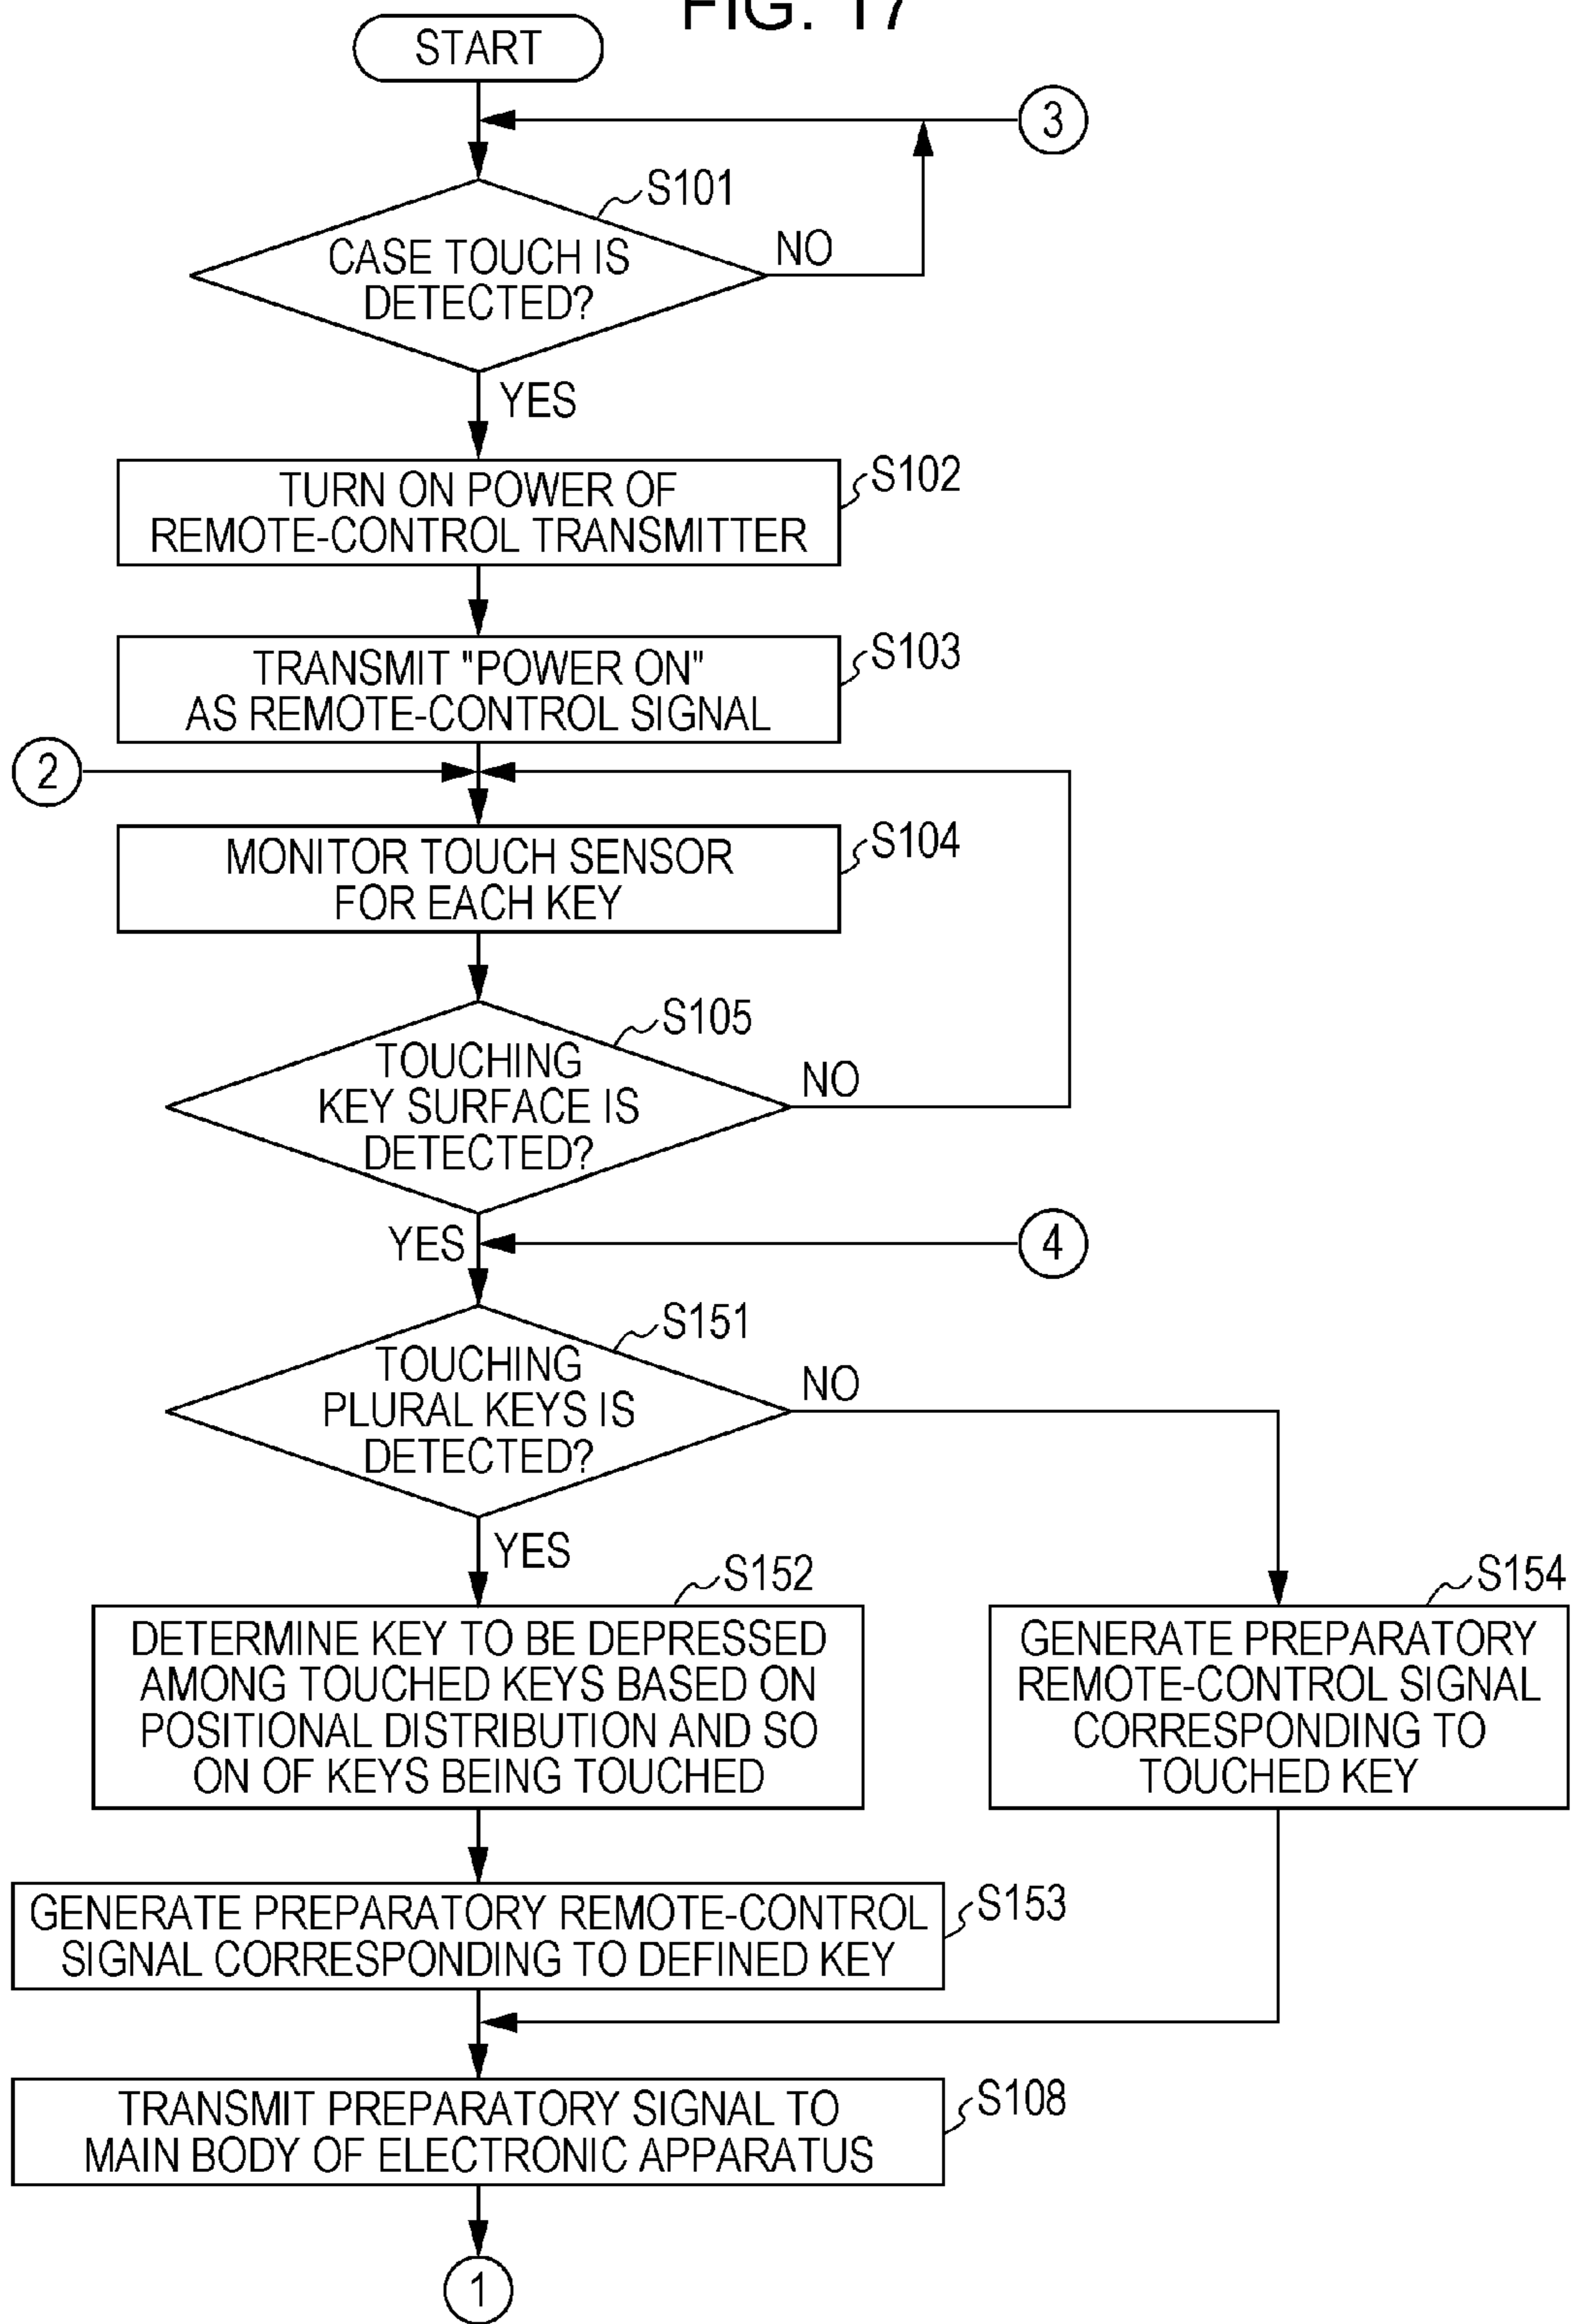 FIG. 17
START
3
S101
CASE TOUCH IS
DETECTED?
NO
YES
S102
TURN ON POWER OF
REMOTE-CONTROL TRANSMITTER
S103
TRANSMIT "POWER ON"
AS REMOTE-CONTROL SIGNAL
2
S104
MONITOR TOUCH SENSOR
FOR EACH KEY
S105
TOUCHING
KEY SURFACE IS
DETECTED?
NO
YES
4
S151
TOUCHING
PLURAL KEYS IS
DETECTED?
NO
YES
S152
DETERMINE KEY TO BE DEPRESSED
AMONG TOUCHED KEYS BASED ON
POSITIONAL DISTRIBUTION AND SO
ON OF KEYS BEING TOUCHED
S154
GENERATE PREPARATORY
REMOTE-CONTROL SIGNAL
CORRESPONDING TO
TOUCHED KEY
S153
GENERATE PREPARATORY REMOTE-CONTROL
SIGNAL CORRESPONDING TO DEFINED KEY
S108
TRANSMIT PREPARATORY SIGNAL TO
MAIN BODY OF ELECTRONIC APPARATUS
1